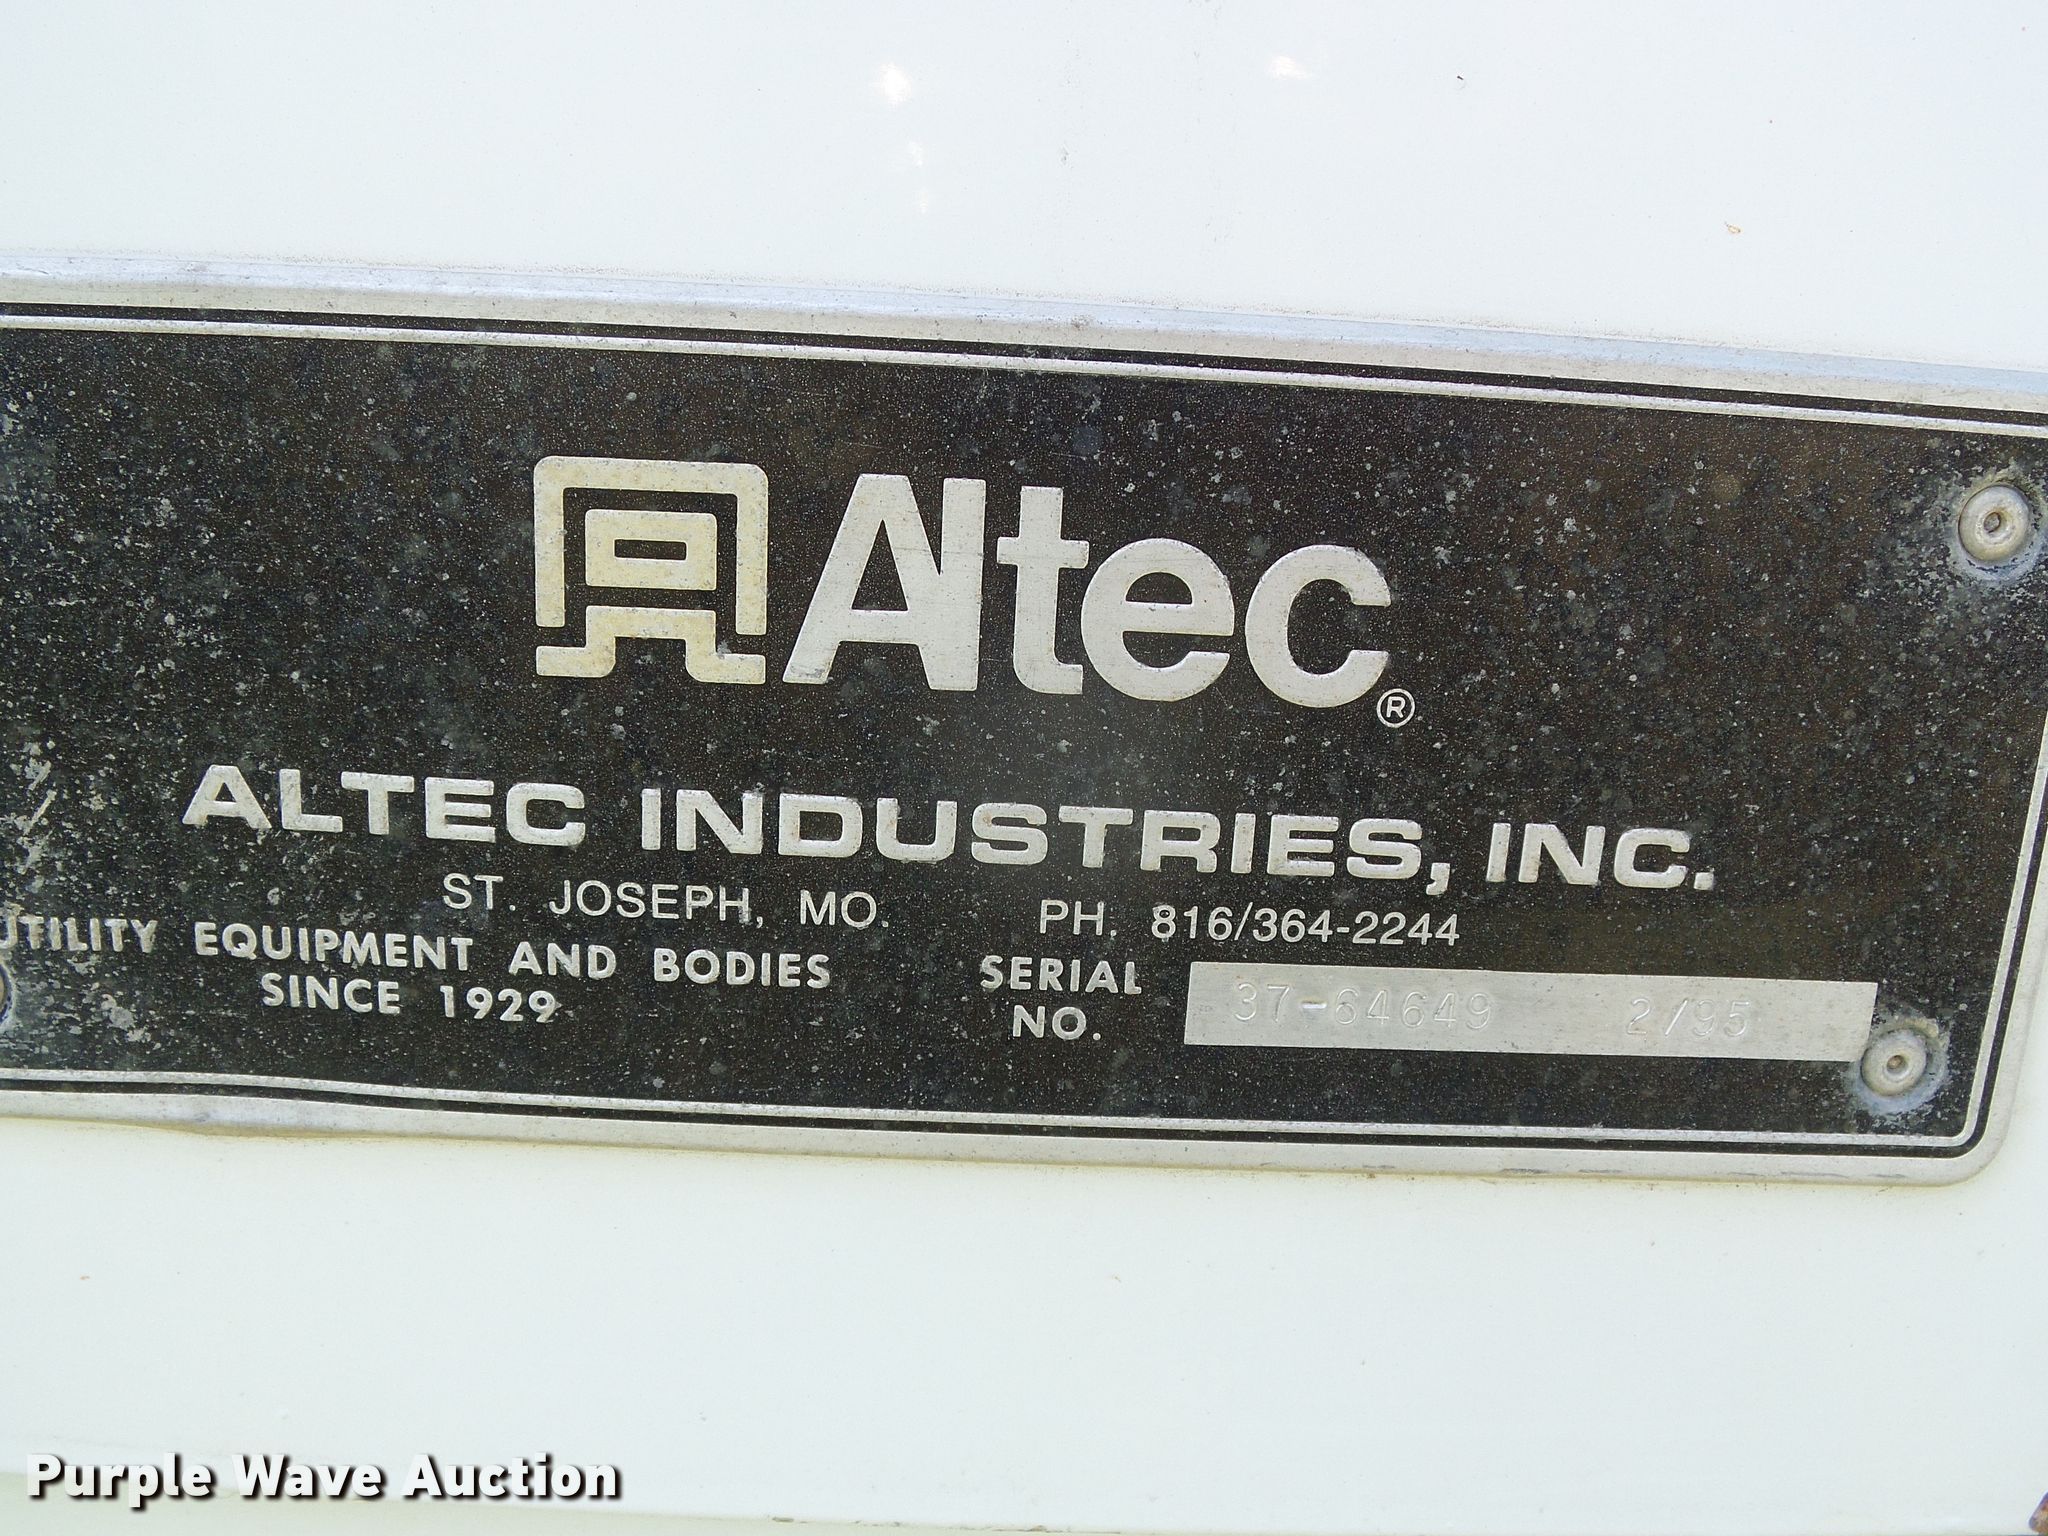 Altec®
ALTEC INDUSTRIES, INC.
ST. JOSEPH, MO. PH. 816/364-2244
UTILITY EQUIPMENT AND BODIES
SINCE 1929
SERIAL
NO. 37-64649 2/95
Purple Wave Auction